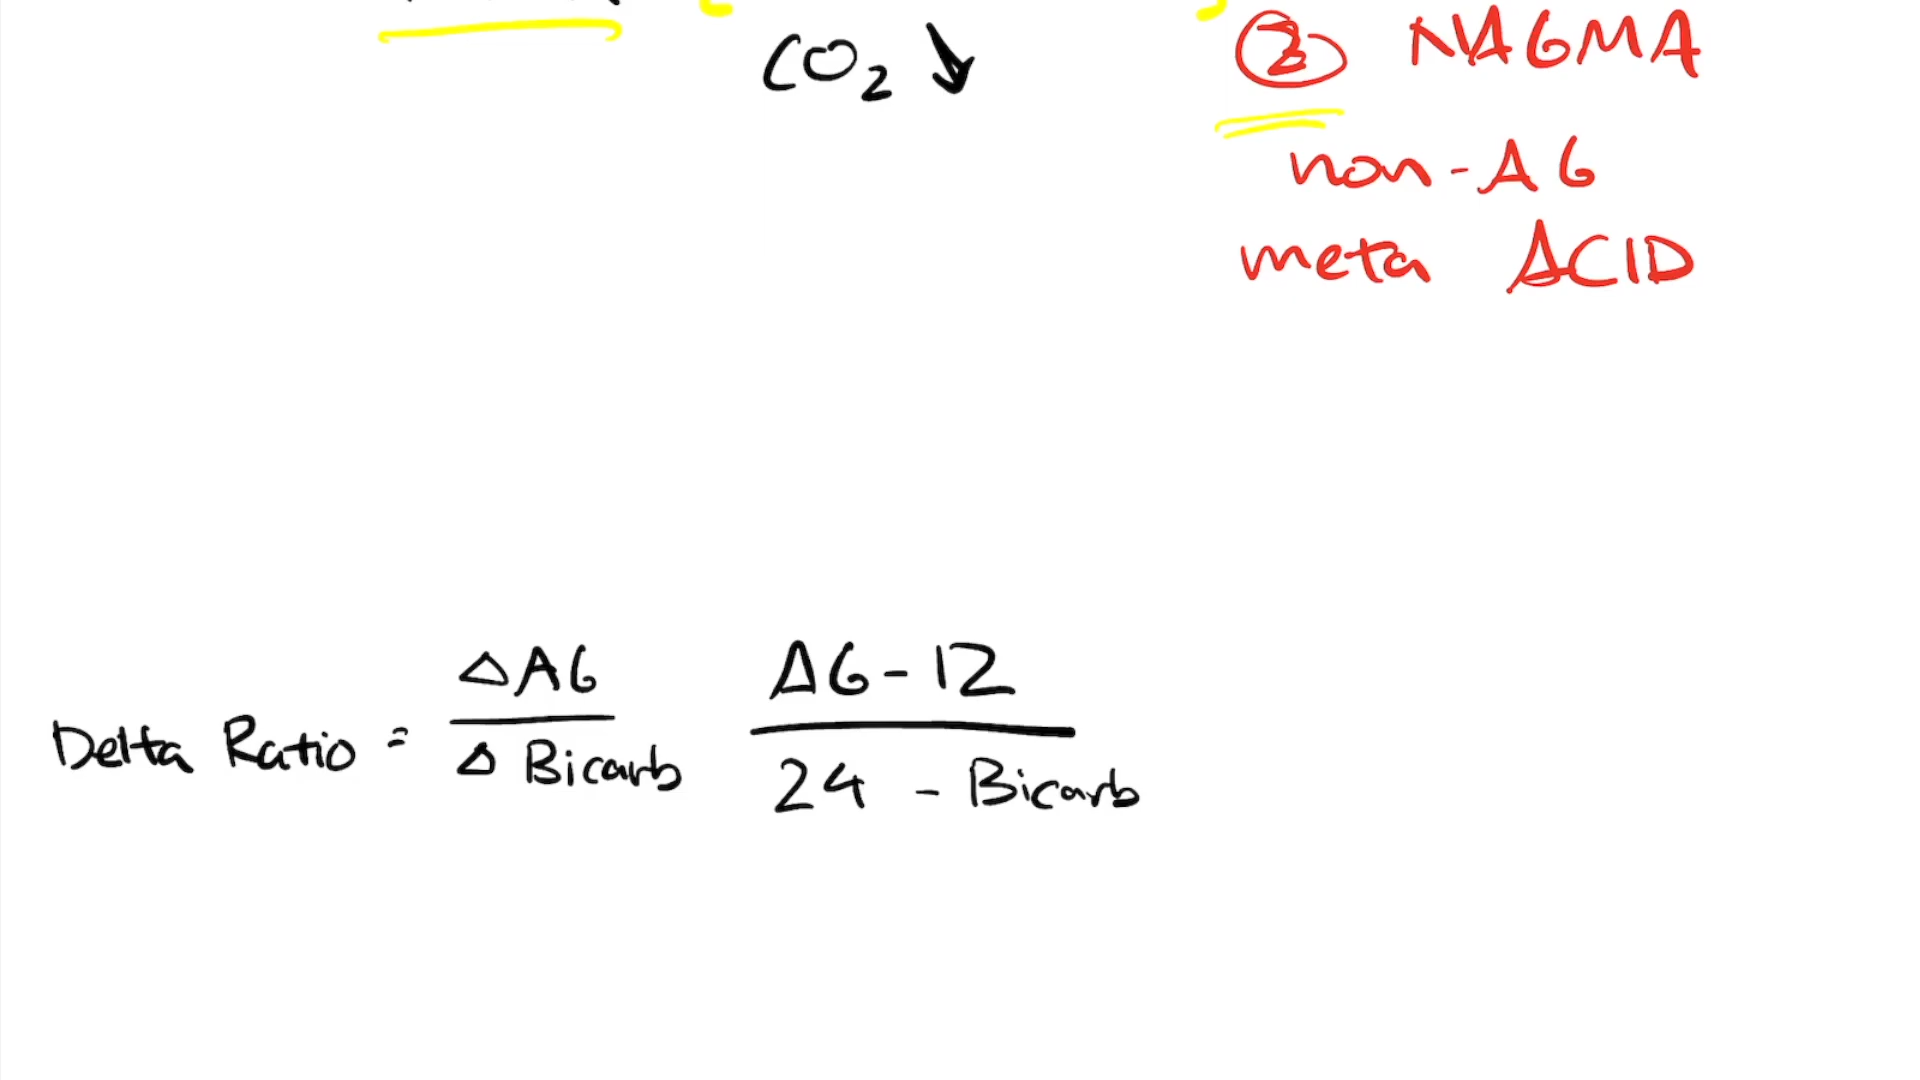 CO₂ ↓
② NAGMA
non-AG
meta ACID
Delta Ratio = ΔAG / Δ Bicarb AG - 12 / 24 - Bicarb